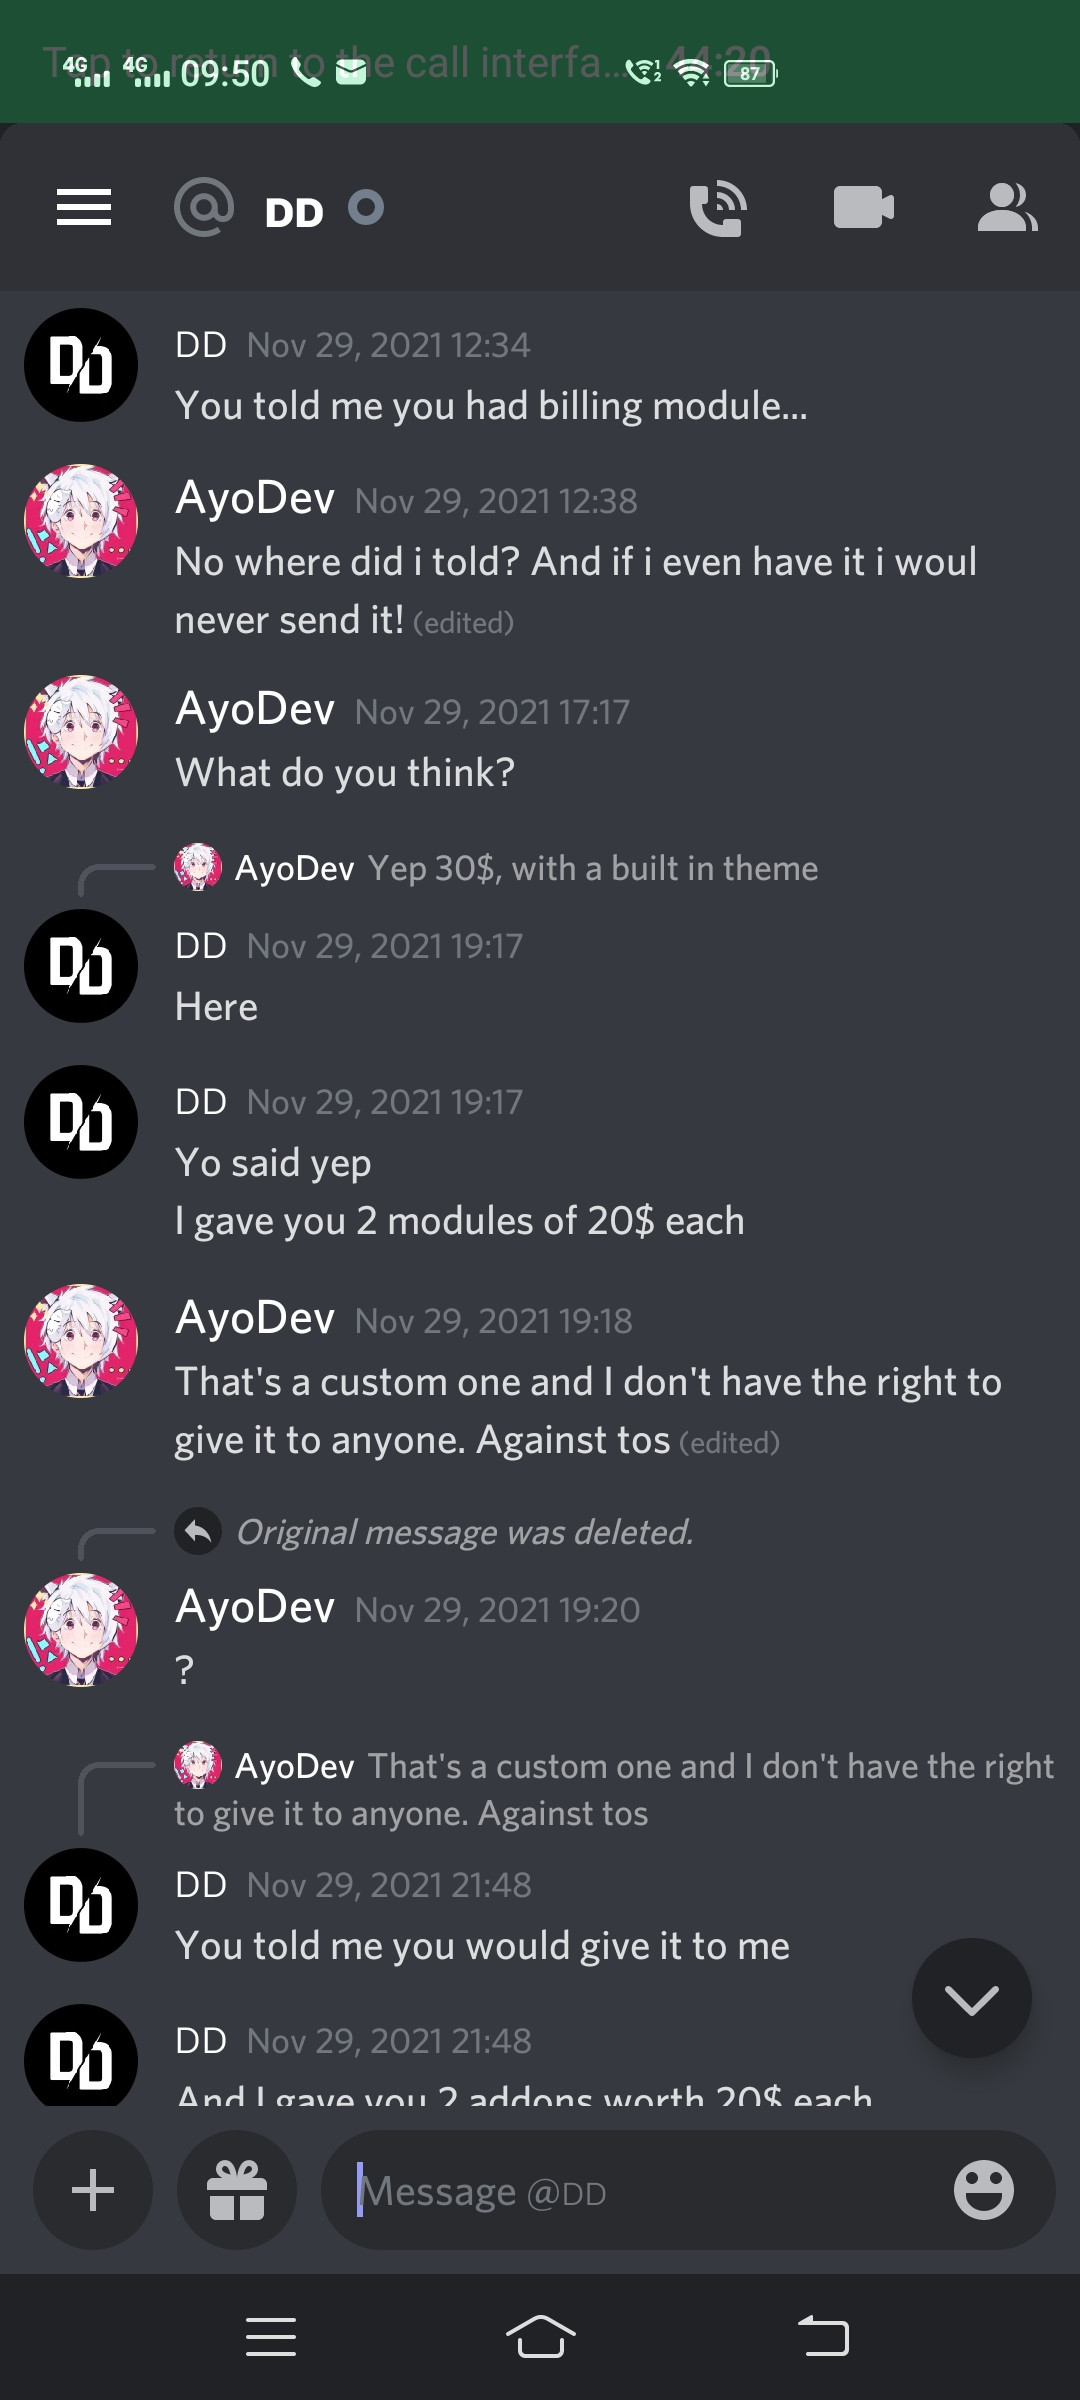 Tap to return to the call interfa... 44:20
4G 4G 09:50 87
@ DD
DD Nov 29, 2021 12:34
You told me you had billing module...
AyoDev Nov 29, 2021 12:38
No where did i told? And if i even have it i woul
never send it! (edited)
AyoDev Nov 29, 2021 17:17
What do you think?
AyoDev Yep 30$, with a built in theme
DD Nov 29, 2021 19:17
Here
DD Nov 29, 2021 19:17
Yo said yep
I gave you 2 modules of 20$ each
AyoDev Nov 29, 2021 19:18
That's a custom one and I don't have the right to
give it to anyone. Against tos (edited)
Original message was deleted.
AyoDev Nov 29, 2021 19:20
?
AyoDev That's a custom one and I don't have the right
to give it to anyone. Against tos
DD Nov 29, 2021 21:48
You told me you would give it to me
DD Nov 29, 2021 21:48
And I gave you 2 addons worth 20$ each
Message @DD